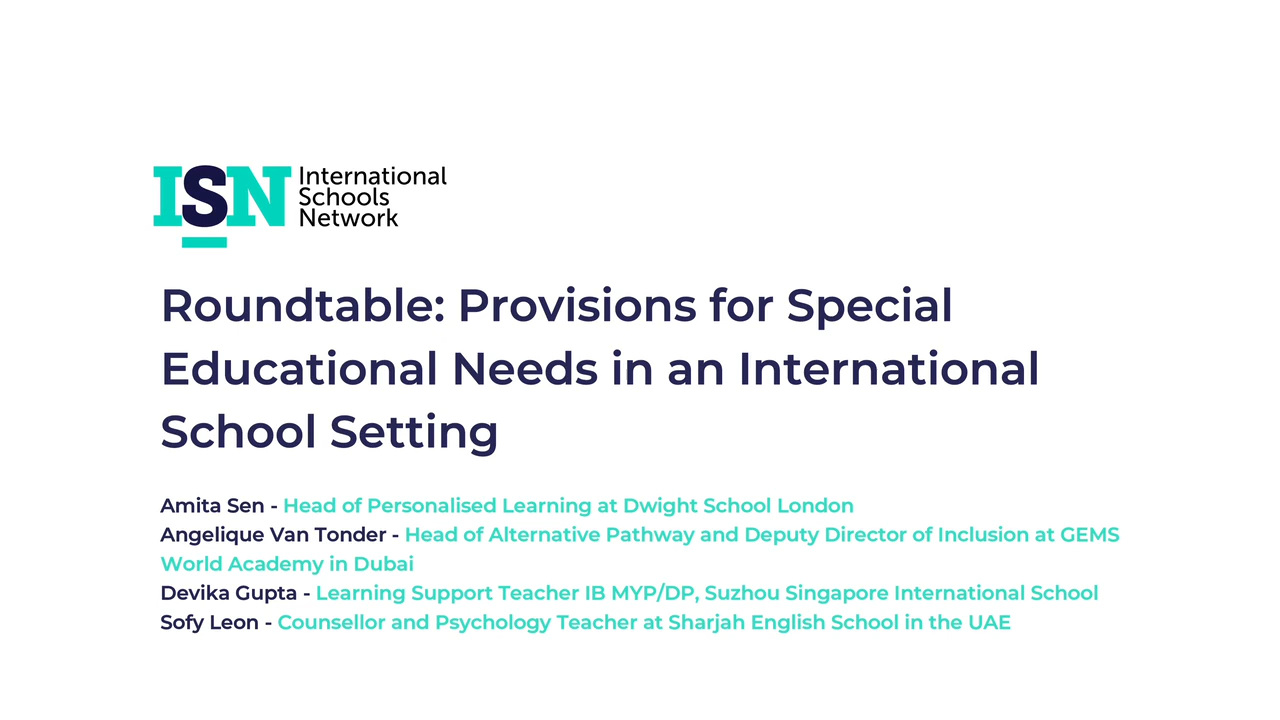 ISN
International
Schools
Network
Roundtable: Provisions for Special
Educational Needs in an International
School Setting
Amita Sen - Head of Personalised Learning at Dwight School London
Angelique Van Tonder - Head of Alternative Pathway and Deputy Director of Inclusion at GEMS
World Academy in Dubai
Devika Gupta - Learning Support Teacher IB MYP/DP, Suzhou Singapore International School
Sofy Leon - Counsellor and Psychology Teacher at Sharjah English School in the UAE